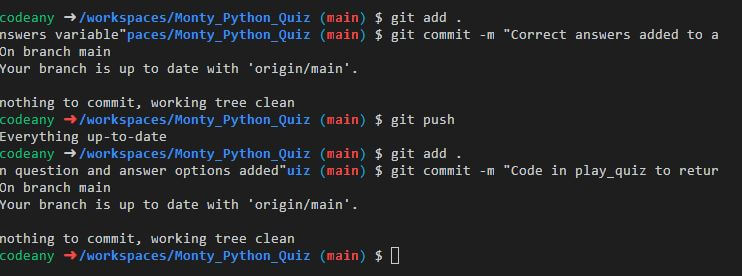 codeany ➜/workspaces/Monty_Python_Quiz (main) $ git add .
nswers variable"paces/Monty_Python_Quiz (main) $ git commit -m "Correct answers added to a
On branch main
Your branch is up to date with 'origin/main'.
nothing to commit, working tree clean
codeany ➜/workspaces/Monty_Python_Quiz (main) $ git push
Everything up-to-date
codeany ➜/workspaces/Monty_Python_Quiz (main) $ git add .
n question and answer options added"uiz (main) $ git commit -m "Code in play_quiz to retur
On branch main
Your branch is up to date with 'origin/main'.
nothing to commit, working tree clean
codeany ➜/workspaces/Monty_Python_Quiz (main) $